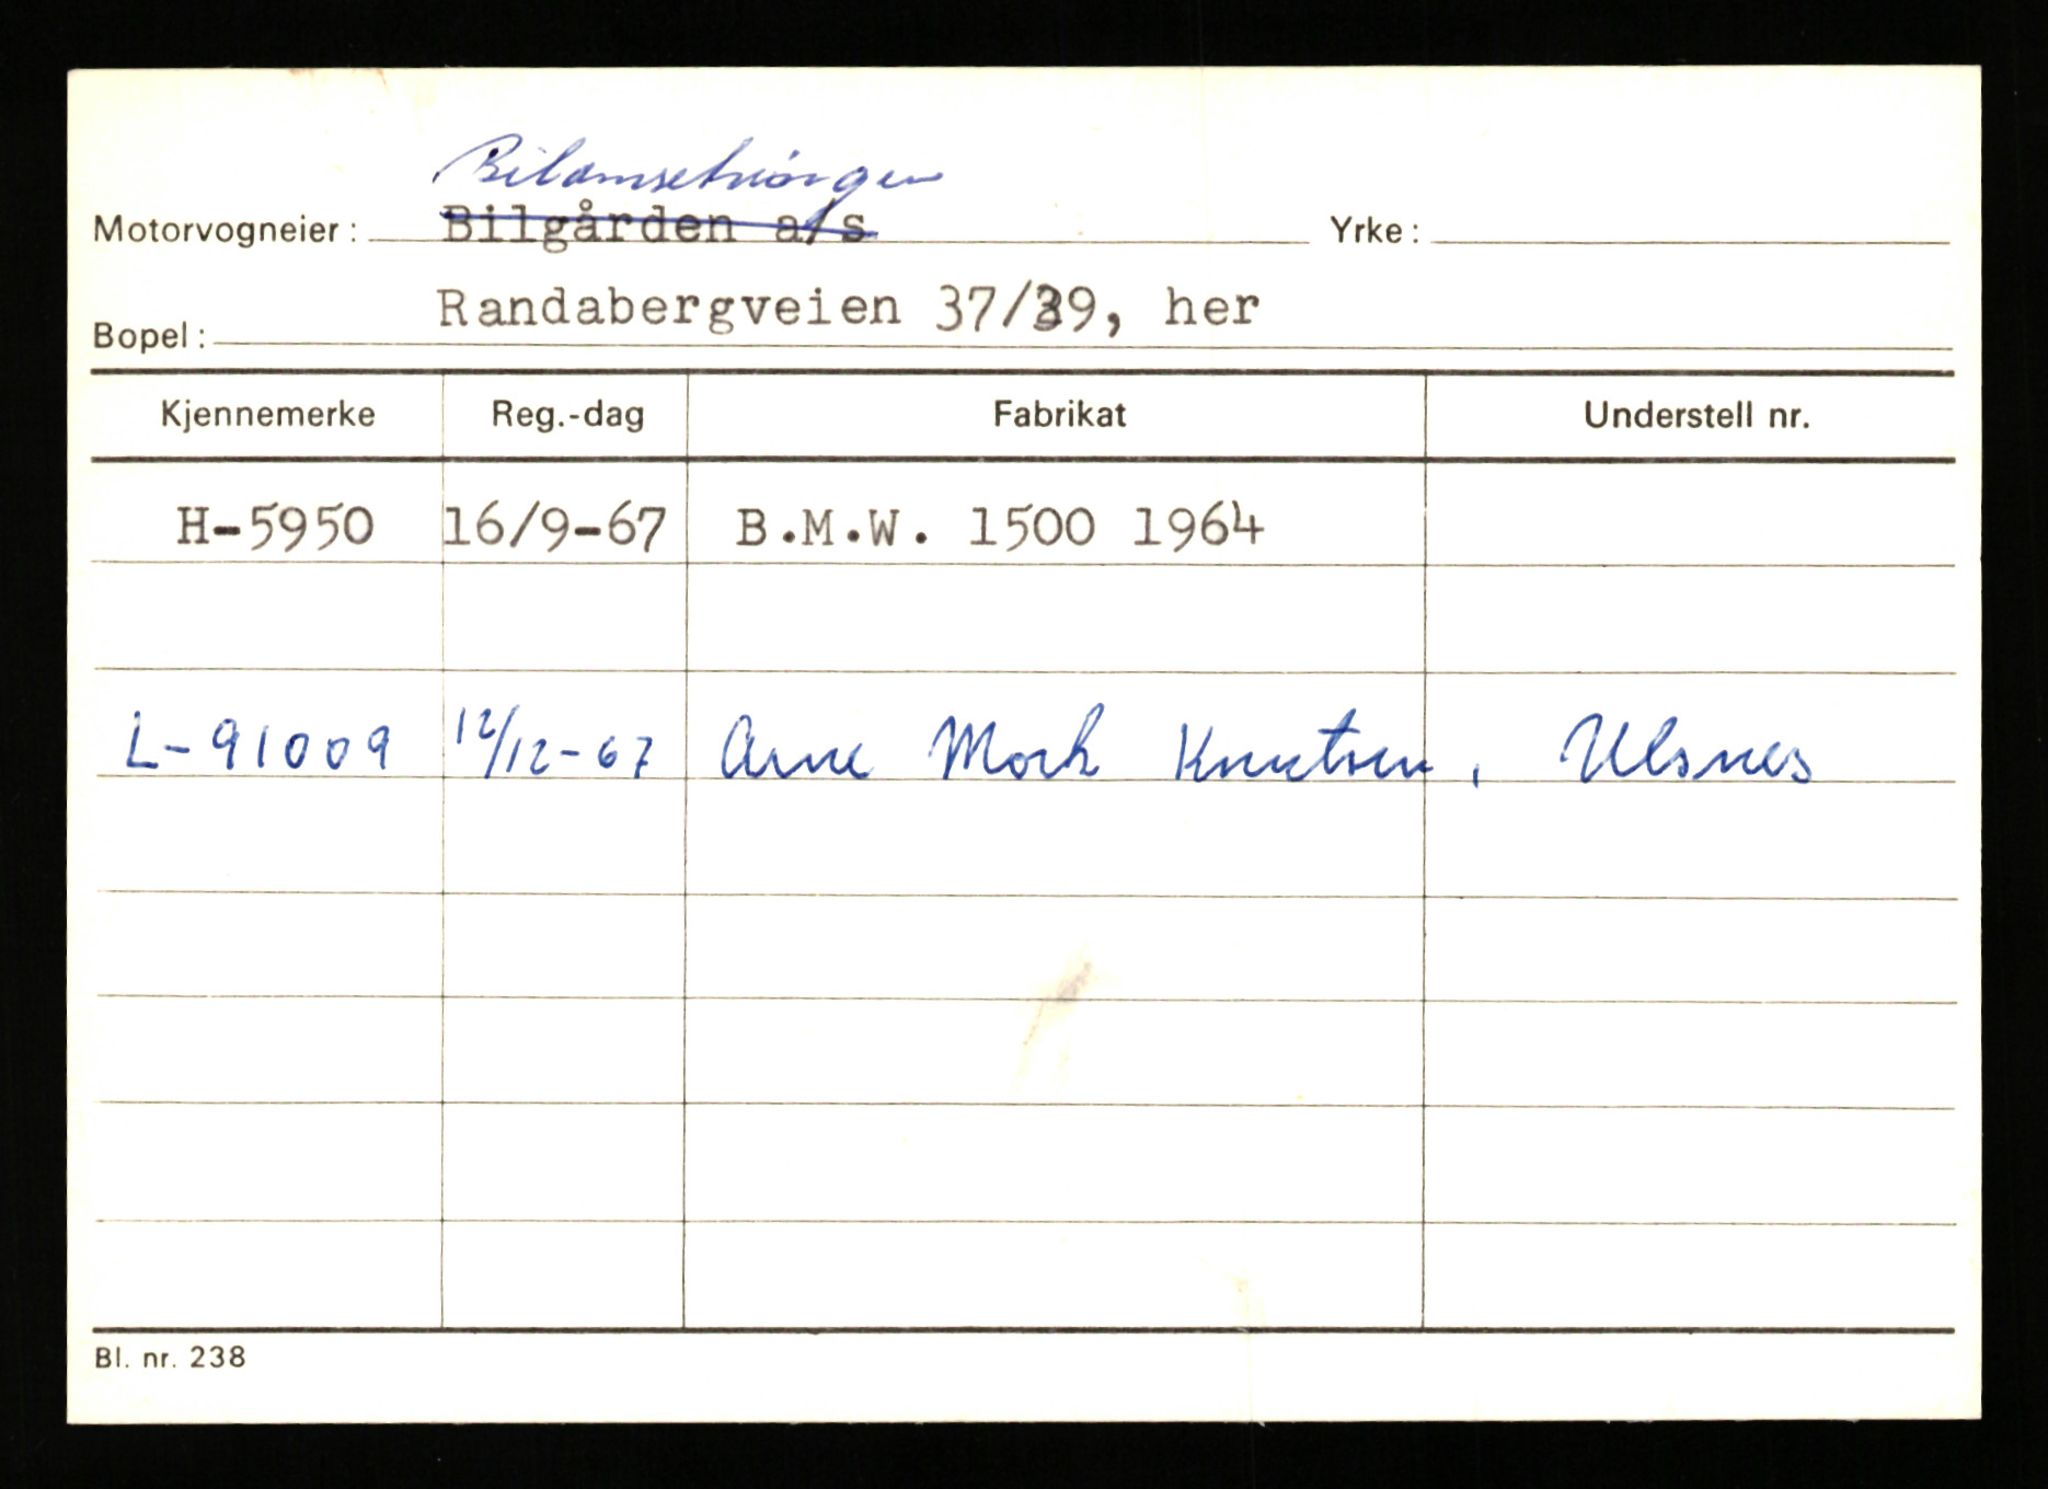 Bilomsetningen
Motorvogneier: Bilgården a/s Yrke:
Bopel: Randabergveien 37/39, her
Kjennemerke Reg.-dag Fabrikat Understell nr.
H-5950 16/9-67 B.M.W. 1500 1964
L-91009 12/12-67 Arne Mork Knutsen, Ulsnes
Bl. nr. 238